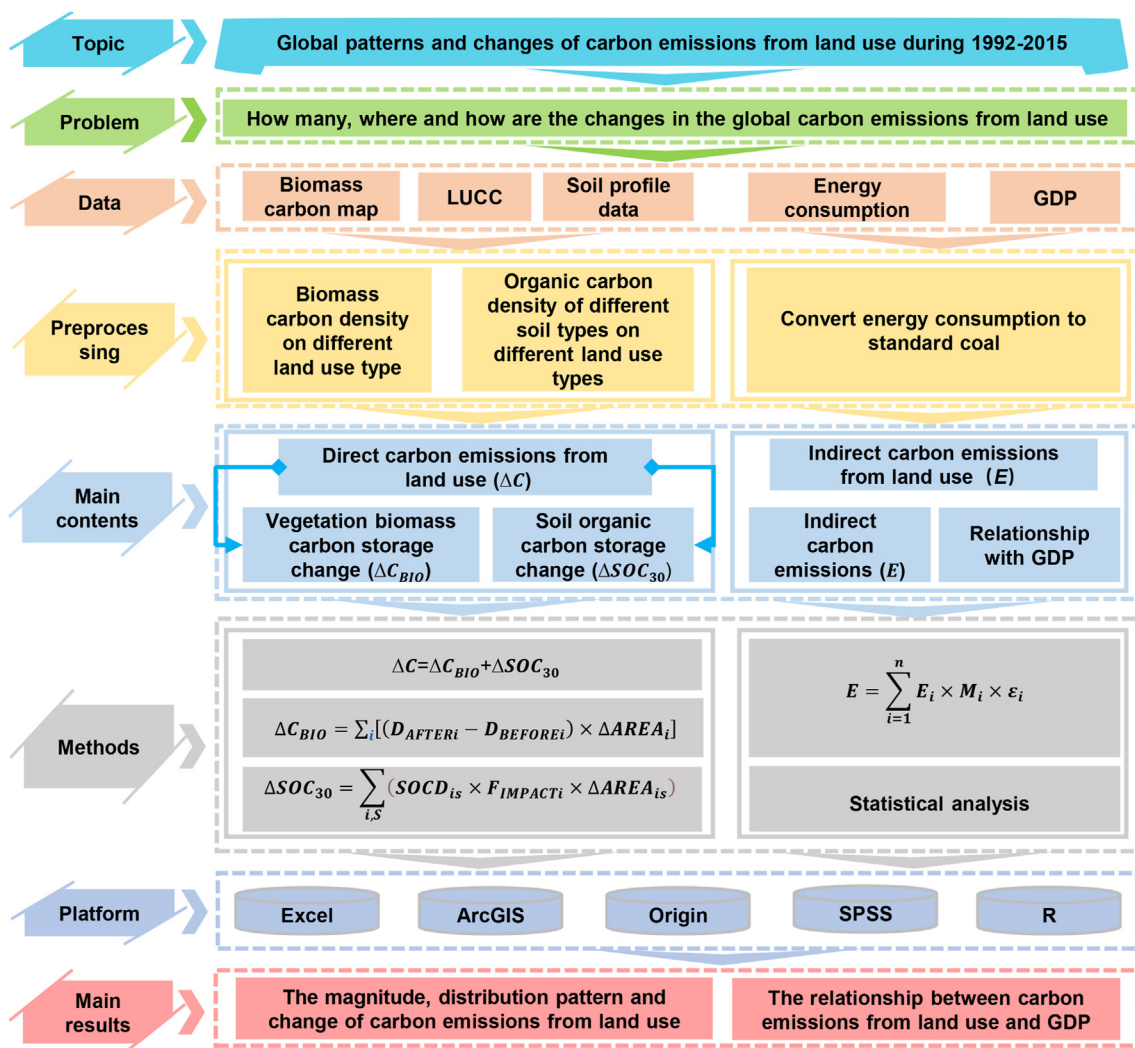 Topic
Global patterns and changes of carbon emissions from land use during 1992-2015
Problem
How many, where and how are the changes in the global carbon emissions from land use
Data
Biomass
carbon map
LUCC
Soil profile
data
Energy
consumption
GDP
Preproces
sing
Biomass
carbon density
on different
land use type
Organic carbon
density of different
soil types on
different land use
types
Convert energy consumption to
standard coal
Main
contents
Direct carbon emissions from
land use (ΔC)
Vegetation biomass
carbon storage
change (ΔC_BIO)
Soil organic
carbon storage
change (ΔSOC_30)
Indirect carbon emissions
from land use (E)
Indirect
carbon
emissions (E)
Relationship
with GDP
Methods
ΔC=ΔC_BIO+ΔSOC_30
ΔC_BIO = ∑_i[(D_AFTERi − D_BEFOREi) × ΔAREA_i]
ΔSOC_30 = ∑_i,S(SOCD_is × F_IMPACTi × ΔAREA_is)
E = ∑_{i=1}^{n} E_i × M_i × ε_i
Statistical analysis
Platform
Excel
ArcGIS
Origin
SPSS
R
Main
results
The magnitude, distribution pattern and
change of carbon emissions from land use
The relationship between carbon
emissions from land use and GDP